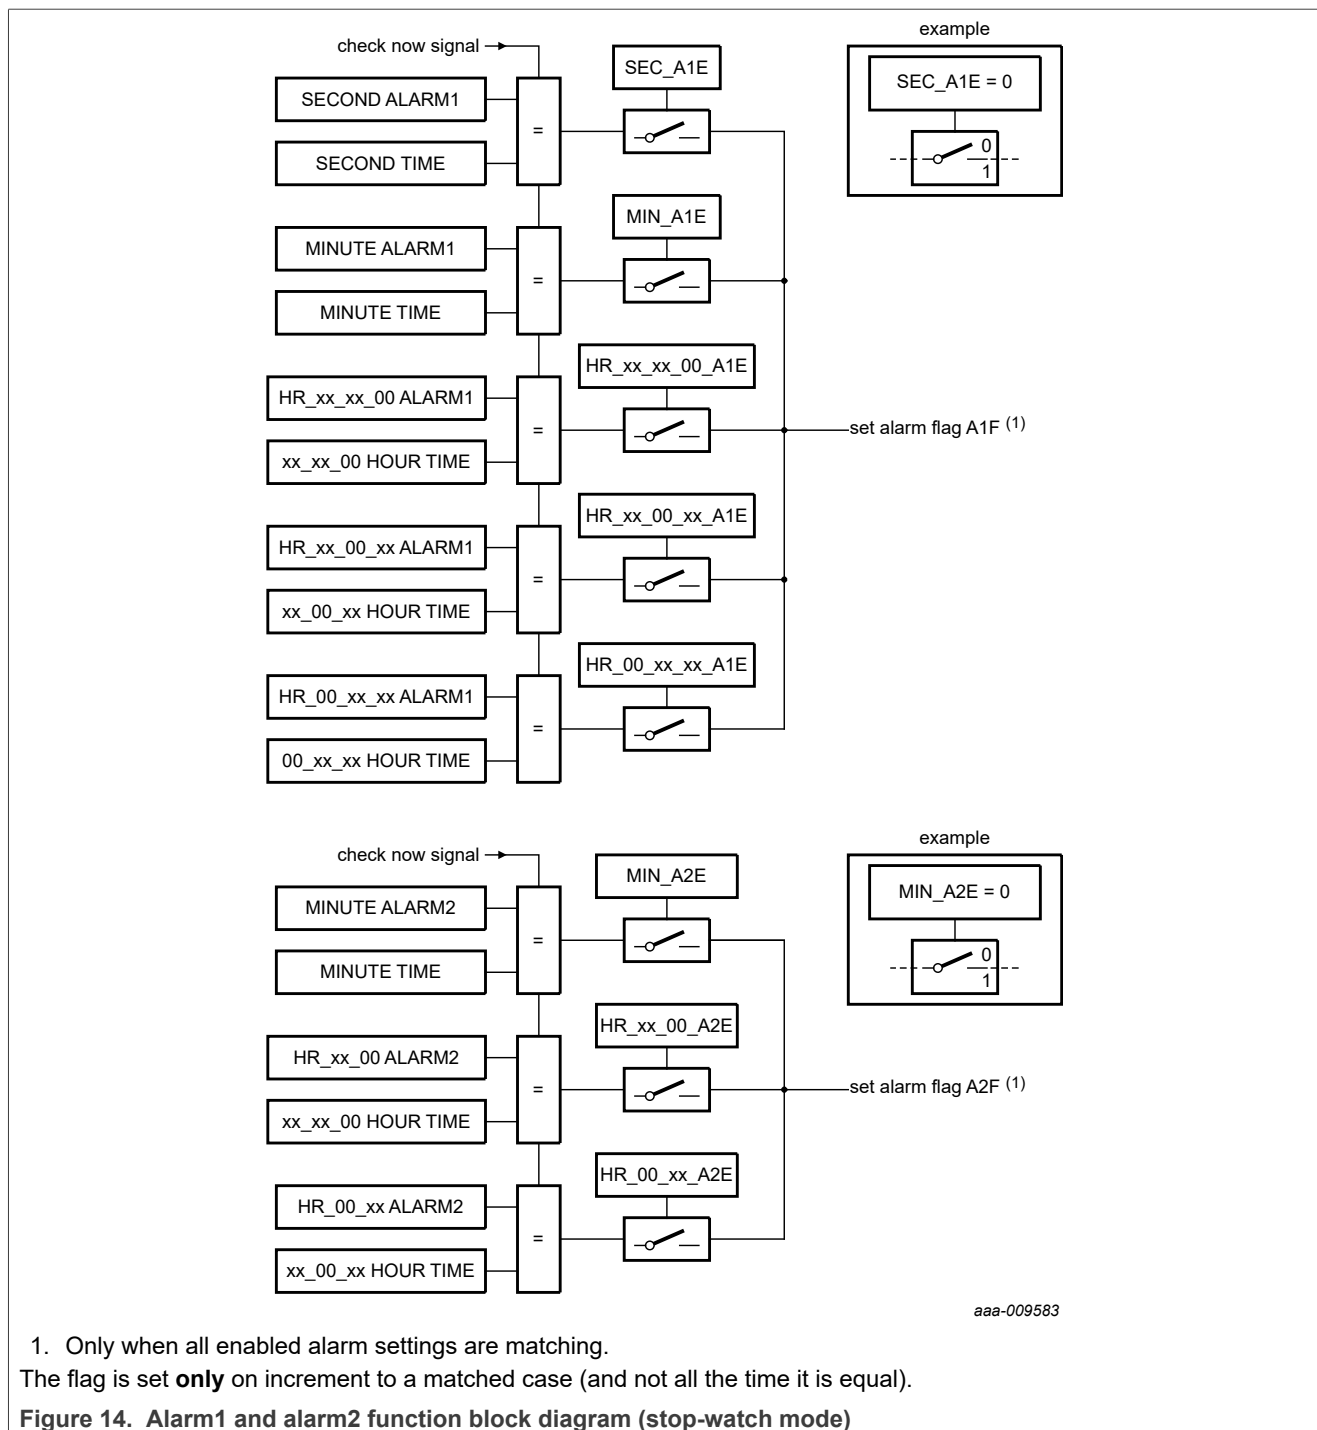 example
check now signal
SEC_A1E
SEC_A1E = 0
SECOND ALARM1
=
0
1
SECOND TIME
MIN_A1E
MINUTE ALARM1
=
MINUTE TIME
HR_xx_xx_00_A1E
HR_xx_xx_00 ALARM1
=
set alarm flag A1F (1)
xx_xx_00 HOUR TIME
HR_xx_00_xx_A1E
HR_xx_00_xx ALARM1
=
xx_00_xx HOUR TIME
HR_00_xx_xx_A1E
HR_00_xx_xx ALARM1
=
00_xx_xx HOUR TIME
example
check now signal
MIN_A2E
MIN_A2E = 0
MINUTE ALARM2
=
0
1
MINUTE TIME
HR_xx_00_A2E
HR_xx_00 ALARM2
=
set alarm flag A2F (1)
xx_xx_00 HOUR TIME
HR_00_xx_A2E
HR_00_xx ALARM2
=
xx_00_xx HOUR TIME
aaa-009583
1. Only when all enabled alarm settings are matching.
The flag is set only on increment to a matched case (and not all the time it is equal).
Figure 14. Alarm1 and alarm2 function block diagram (stop-watch mode)